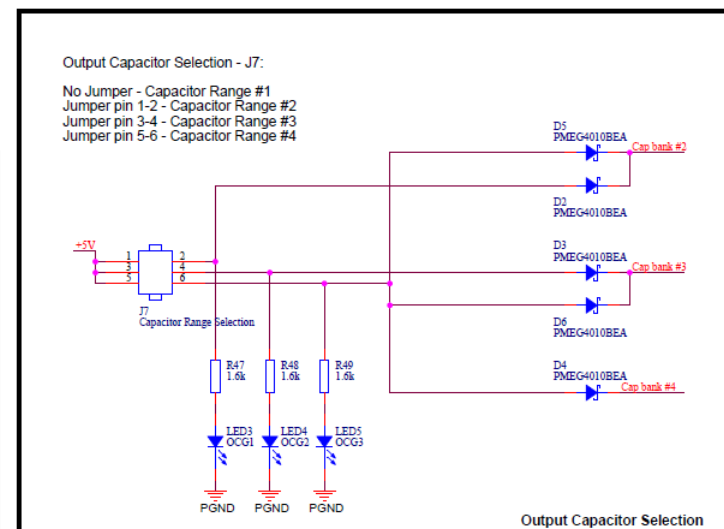 Output Capacitor Selection - J7:
No Jumper - Capacitor Range #1
Jumper pin 1-2 - Capacitor Range #2
Jumper pin 3-4 - Capacitor Range #3
Jumper pin 5-6 - Capacitor Range #4
D5
PMEG4010BEA
Cap bank #2
D2
PMEG4010BEA
+5V
1
2
3
4
5
6
D3
PMEG4010BEA
Cap bank #3
J7
Capacitor Range Selection
D6
PMEG4010BEA
R47
1.6k
R48
1.6k
R49
1.6k
D4
PMEG4010BEA
Cap bank #4
LED3
OCG1
LED4
OCG2
LED5
OCG3
PGND
PGND
PGND
Output Capacitor Selection